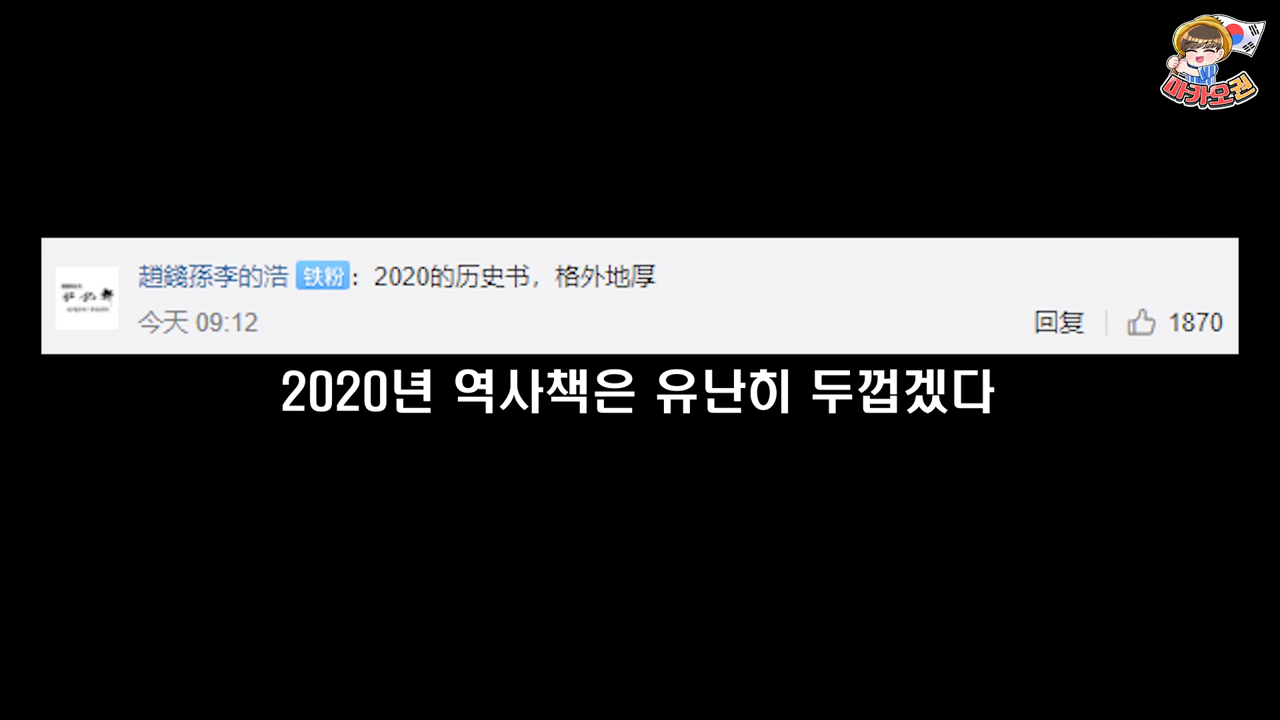 마카오권
趙錢孫李的浩 铁粉：2020的历史书，格外地厚
今天 09:12 回复 1870
2020년 역사책은 유난히 두껍겠다